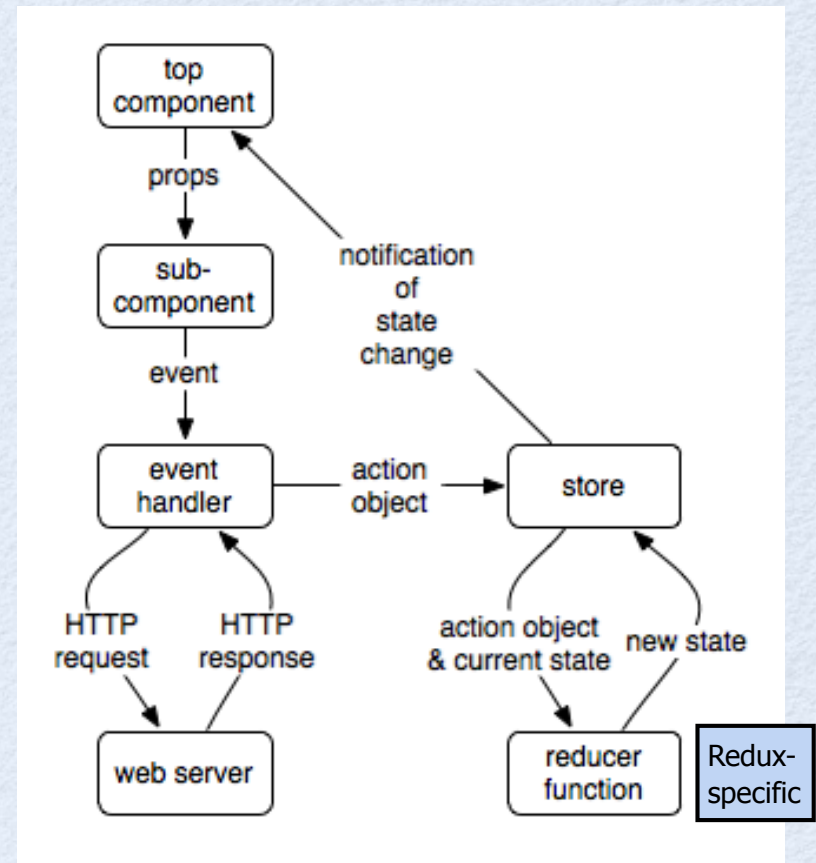 top
component
props
sub-
component
notification
of
state
change
event
event
handler
action
object
store
HTTP
request
HTTP
response
action object
& current state
new state
web server
reducer
function
Redux-
specific